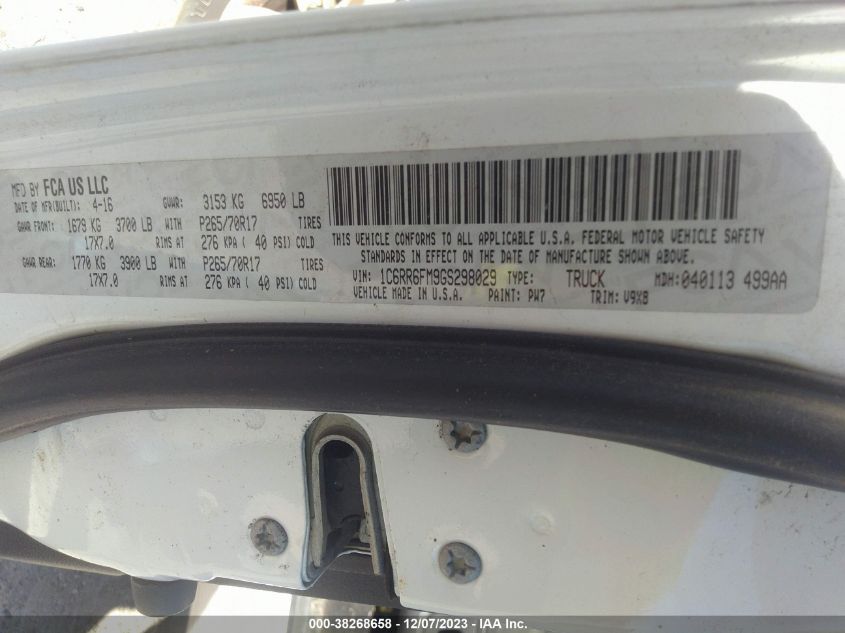 MFD BY FCA US LLC
DATE OF MFR(BUILT): 4-16 GVWR: 3153 KG 6950 LB
GAWR FRONT: 1679 KG 3700 LB WITH P265/70R17 TIRES
17X7.0 RIMS AT 276 KPA ( 40 PSI) COLD
GAWR REAR: 1770 KG 3900 LB WITH P265/70R17 TIRES
17X7.0 RIMS AT 276 KPA ( 40 PSI) COLD
THIS VEHICLE CONFORMS TO ALL APPLICABLE U.S.A. FEDERAL MOTOR VEHICLE SAFETY
STANDARDS IN EFFECT ON THE DATE OF MANUFACTURE SHOWN ABOVE.
VIN: 1C6RR6FM9GS298029 TYPE: TRUCK MDH:040113 499AA
VEHICLE MADE IN U.S.A. PAINT: PW7 TRIM: V9X8
000-38268658 - 12/07/2023 - IAA Inc.